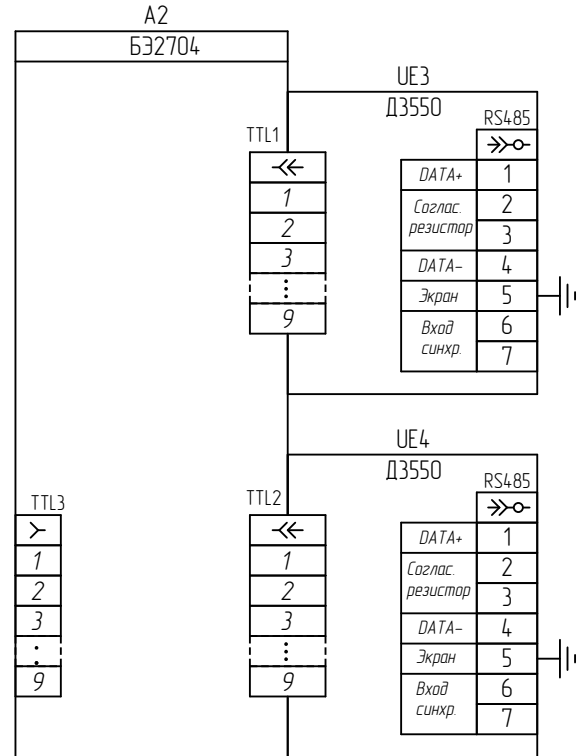 A2
БЭ2704
UE3
Д3550
RS485
TTL1
1
2
3
9
DATA+
1
Соглас.
резистор
2
3
DATA-
4
Экран
5
Вход
синхр.
6
7
UE4
Д3550
RS485
TTL3
1
2
3
9
TTL2
1
2
3
9
DATA+
1
Соглас.
резистор
2
3
DATA-
4
Экран
5
Вход
синхр.
6
7